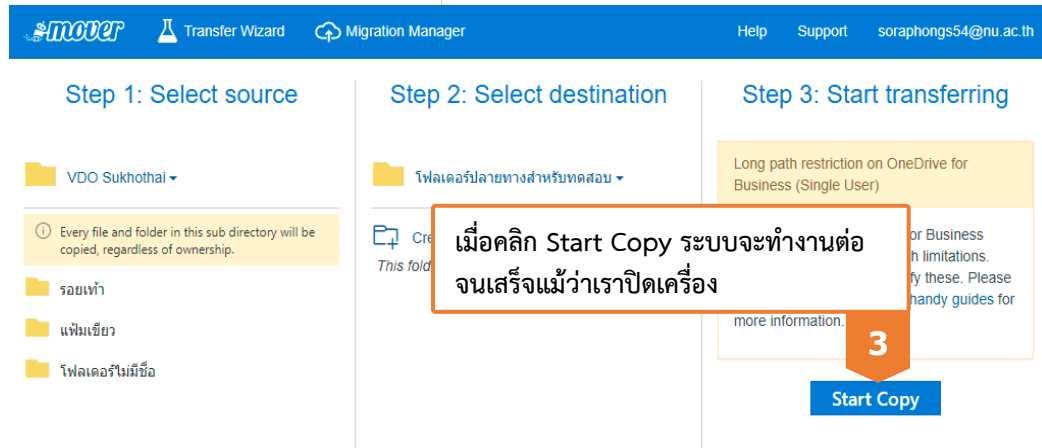 mover Transfer Wizard Migration Manager Help Support soraphongs54@nu.ac.th
Step 1: Select source
VDO Sukhothai
Every file and folder in this sub directory will be
copied, regardless of ownership.
รอยเท้า
แฟ้มเขียว
โฟลเดอร์ไม่มีชื่อ
Step 2: Select destination
โฟลเดอร์ปลายทางสำหรับทดสอบ
This fold
เมื่อคลิก Start Copy ระบบจะทำงานต่อ
จนเสร็จแม้ว่าเราปิดเครื่อง
Step 3: Start transferring
Long path restriction on OneDrive for
Business (Single User)
or Business
h limitations.
fy these. Please
handy guides for
more information.
3
Start Copy